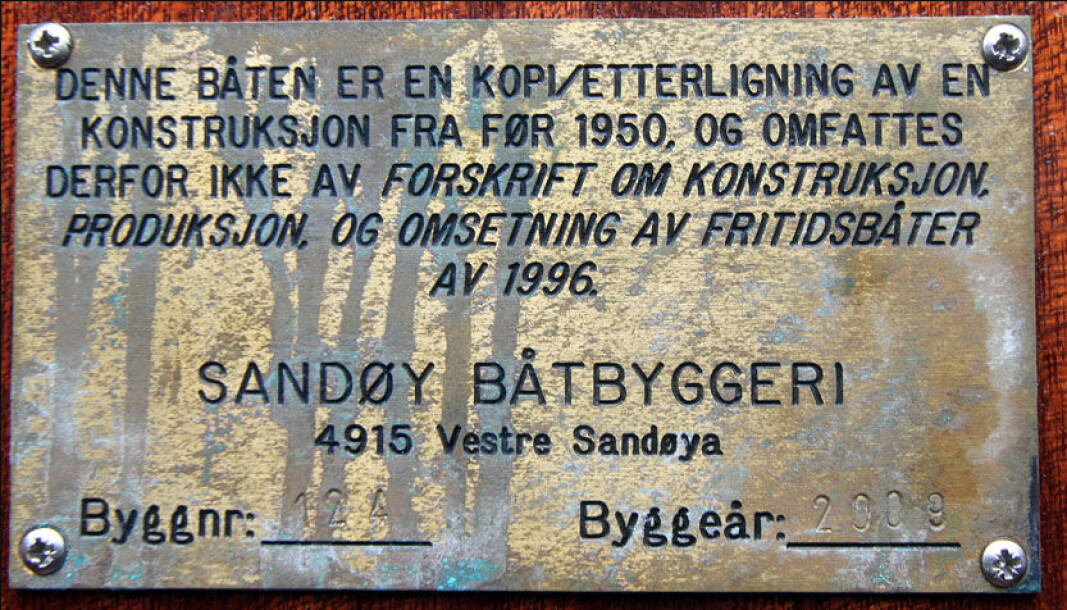 DENNE BÅTEN ER EN KOPI/ETTERLIGNING AV EN
KONSTRUKSJON FRA FØR 1950, OG OMFATTES
DERFOR IKKE AV FORSKRIFT OM KONSTRUKSJON,
PRODUKSJON, OG OMSETNING AV FRITIDSBÅTER
AV 1996.
SANDØY BÅTBYGGERI
4915 Vestre Sandøya
Byggnr: 124 Byggeår: 2009